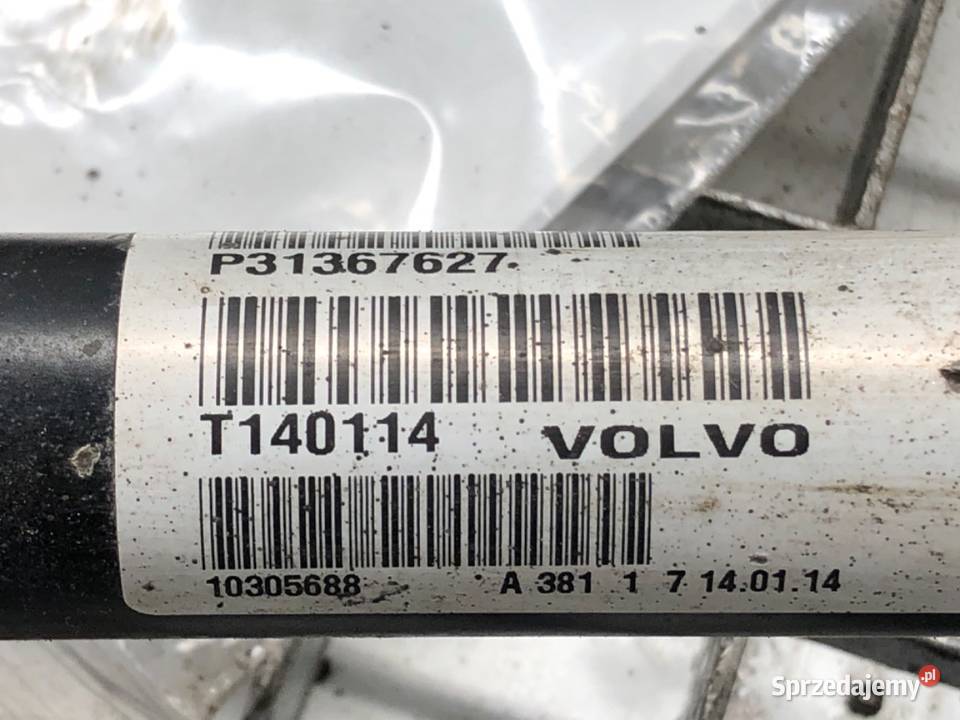 P31367627
T140114 VOLVO
10305688 A 381 1 7 14.01.14
Sprzedajemy.pl